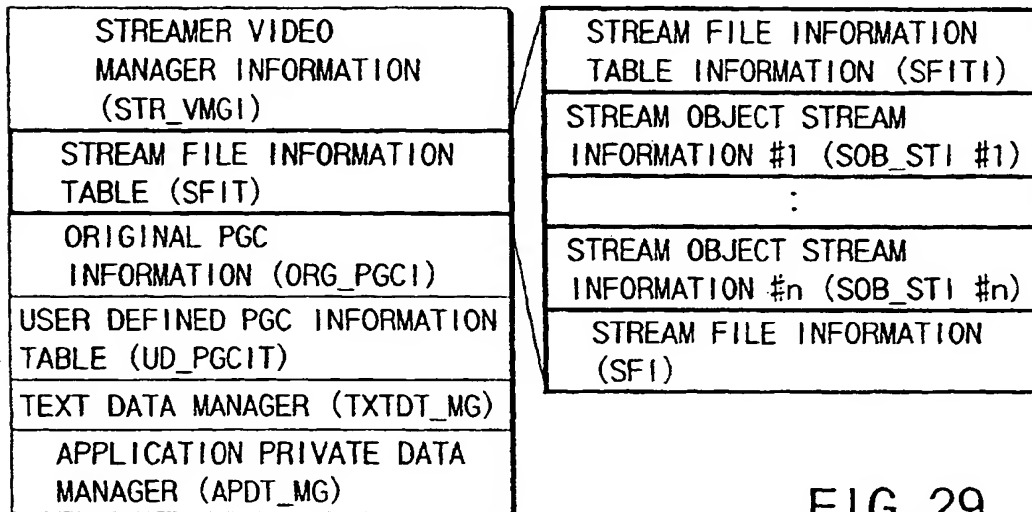 STREAMER VIDEO
MANAGER INFORMATION
(STR_VMGI)
STREAM FILE INFORMATION
TABLE (SFIT)
ORIGINAL PGC
INFORMATION (ORG_PGCI)
USER DEFINED PGC INFORMATION
TABLE (UD_PGCIT)
TEXT DATA MANAGER (TXTDT_MG)
APPLICATION PRIVATE DATA
MANAGER (APDT_MG)
STREAM FILE INFORMATION
TABLE INFORMATION (SFITI)
STREAM OBJECT STREAM
INFORMATION #1 (SOB_STI #1)
:
STREAM OBJECT STREAM
INFORMATION #n (SOB_STI #n)
STREAM FILE INFORMATION
(SFI)
FIG. 29